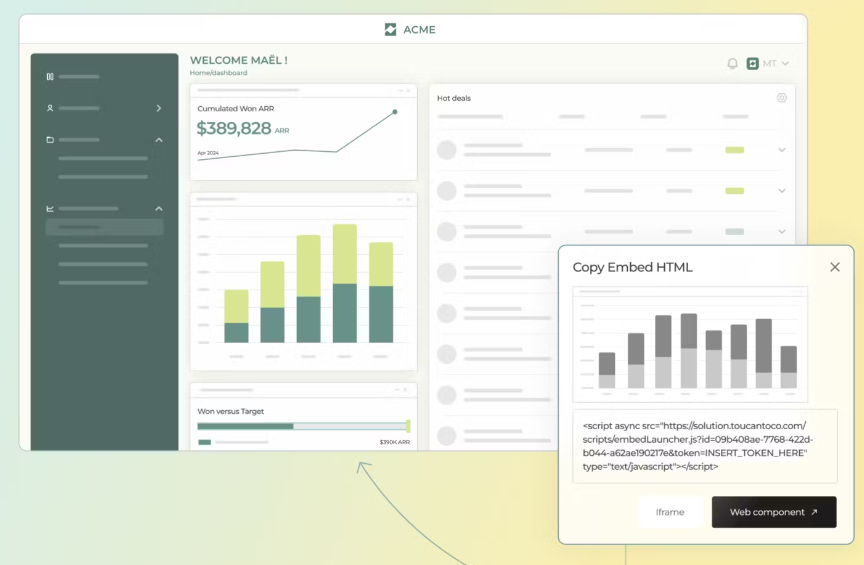 ACME
WELCOME MAËL !
Home/dashboard
MT
Cumulated Won ARR
$389,828 ARR
Apr 2024
Hot deals
Won versus Target
$390K ARR
Copy Embed HTML
<script async src="https://solution.toucantoco.com/
scripts/embedLauncher.js?id=09b408ae-7768-422d-
b044-a62ae190217e&token=INSERT_TOKEN_HERE"
type="text/javascript"></script>
Iframe
Web component